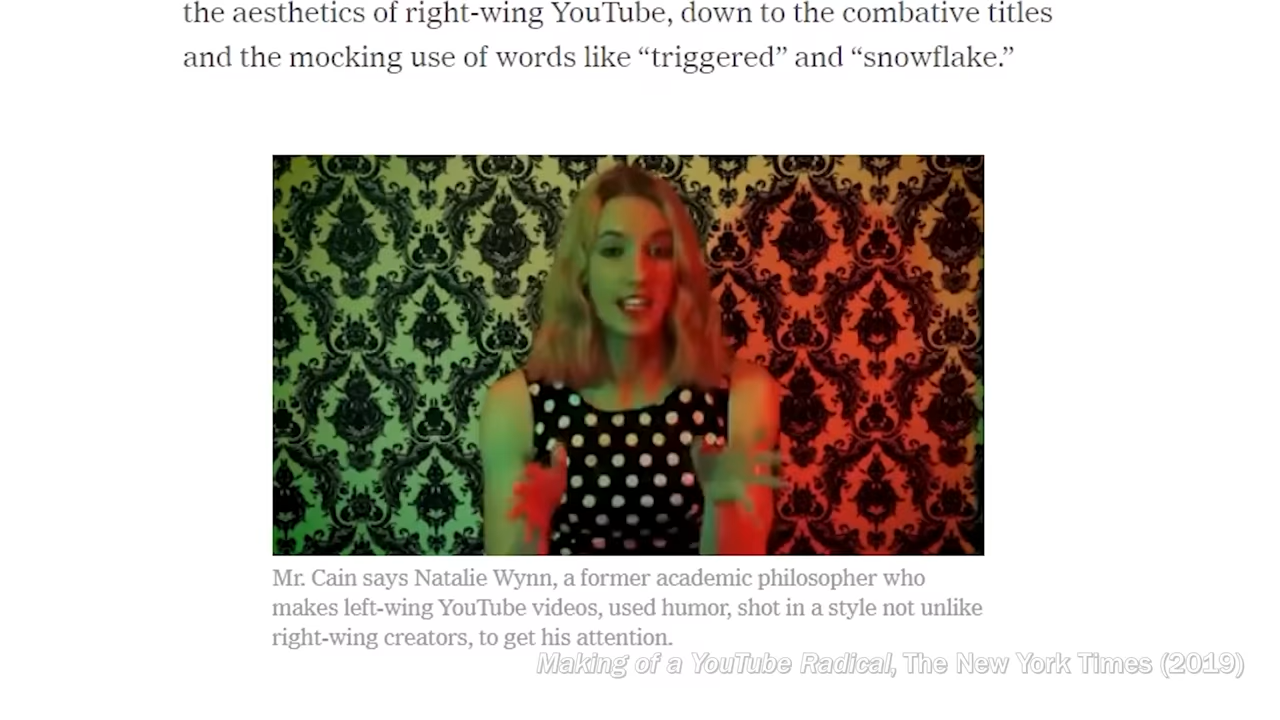 the aesthetics of right-wing YouTube, down to the combative titles
and the mocking use of words like “triggered” and “snowflake.”
Mr. Cain says Natalie Wynn, a former academic philosopher who
makes left-wing YouTube videos, used humor, shot in a style not unlike
right-wing creators, to get his attention.
Making of a YouTube Radical, The New York Times (2019)